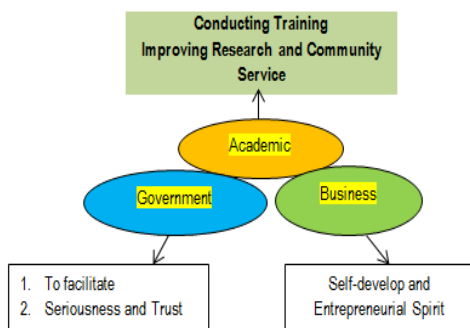 Conducting Training
Improving Research and Community
Service
Academic
Government
Business
1. To facilitate
2. Seriousness and Trust
Self-develop and
Entrepreneurial Spirit